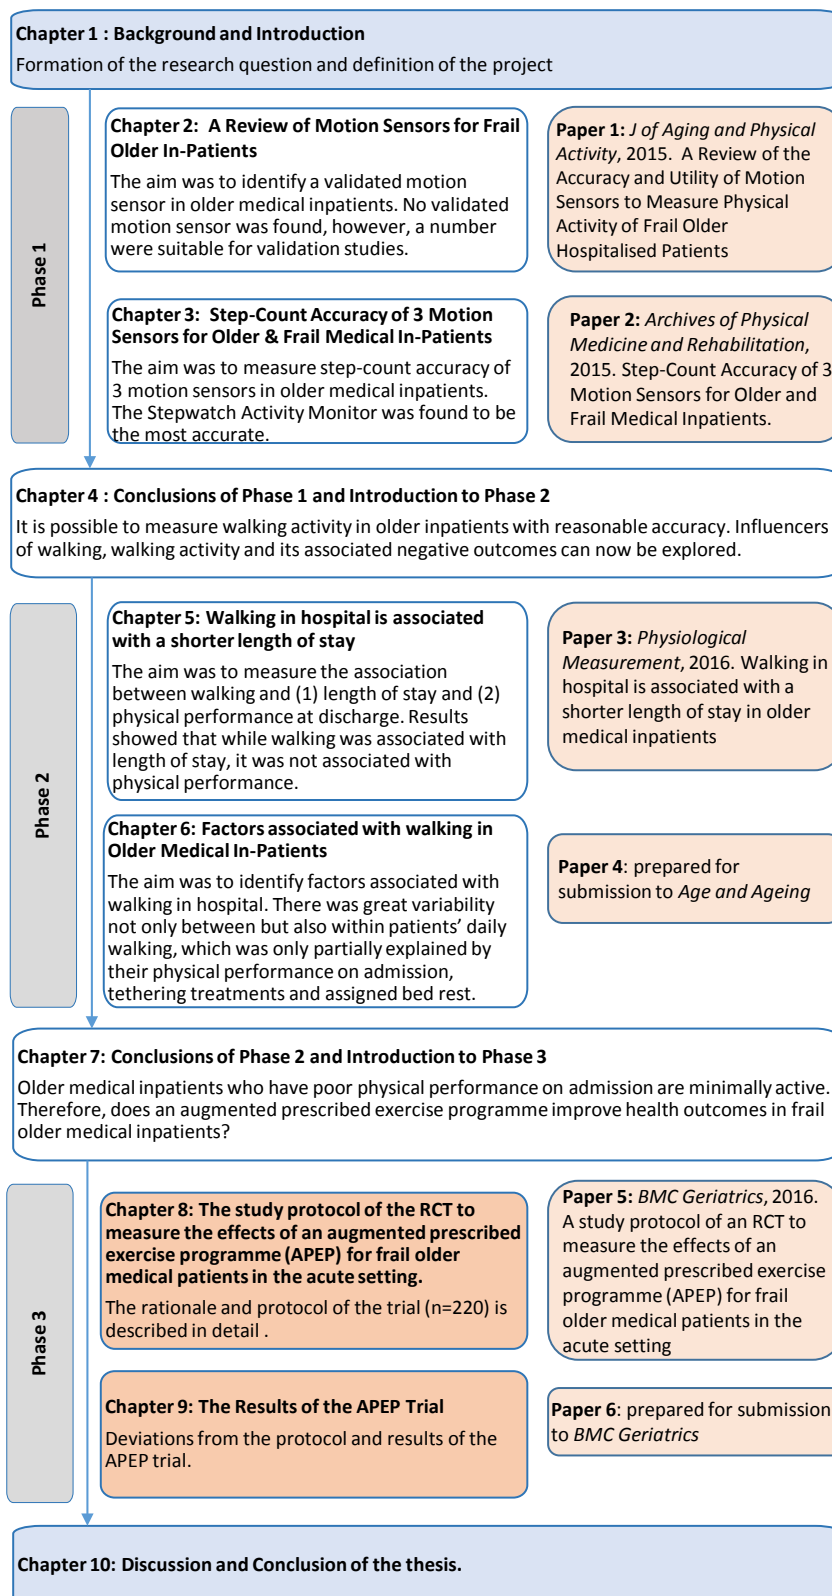 Chapter 1 : Background and Introduction
Formation of the research question and definition of the project
Phase 1
Chapter 2: A Review of Motion Sensors for Frail
Older In-Patients
The aim was to identify a validated motion
sensor in older medical inpatients. No validated
motion sensor was found, however, a number
were suitable for validation studies.
Paper 1: J of Aging and Physical
Activity, 2015. A Review of the
Accuracy and Utility of Motion
Sensors to Measure Physical
Activity of Frail Older
Hospitalised Patients
Chapter 3: Step-Count Accuracy of 3 Motion
Sensors for Older & Frail Medical In-Patients
The aim was to measure step-count accuracy of
3 motion sensors in older medical inpatients.
The Stepwatch Activity Monitor was found to be
the most accurate.
Paper 2: Archives of Physical
Medicine and Rehabilitation,
2015. Step-Count Accuracy of 3
Motion Sensors for Older and
Frail Medical Inpatients.
Chapter 4 : Conclusions of Phase 1 and Introduction to Phase 2
It is possible to measure walking activity in older inpatients with reasonable accuracy. Influencers
of walking, walking activity and its associated negative outcomes can now be explored.
Phase 2
Chapter 5: Walking in hospital is associated
with a shorter length of stay
The aim was to measure the association
between walking and (1) length of stay and (2)
physical performance at discharge. Results
showed that while walking was associated with
length of stay, it was not associated with
physical performance.
Paper 3: Physiological
Measurement, 2016. Walking in
hospital is associated with a
shorter length of stay in older
medical inpatients
Chapter 6: Factors associated with walking in
Older Medical In-Patients
The aim was to identify factors associated with
walking in hospital. There was great variability
not only between but also within patients' daily
walking, which was only partially explained by
their physical performance on admission,
tethering treatments and assigned bed rest.
Paper 4: prepared for
submission to Age and Ageing
Chapter 7: Conclusions of Phase 2 and Introduction to Phase 3
Older medical inpatients who have poor physical performance on admission are minimally active.
Therefore, does an augmented prescribed exercise programme improve health outcomes in frail
older medical inpatients?
Phase 3
Chapter 8: The study protocol of the RCT to
measure the effects of an augmented prescribed
exercise programme (APEP) for frail older
medical patients in the acute setting.
The rationale and protocol of the trial (n=220) is
described in detail .
Paper 5: BMC Geriatrics, 2016.
A study protocol of an RCT to
measure the effects of an
augmented prescribed exercise
programme (APEP) for frail
older medical patients in the
acute setting
Chapter 9: The Results of the APEP Trial
Deviations from the protocol and results of the
APEP trial.
Paper 6: prepared for submission
to BMC Geriatrics
Chapter 10: Discussion and Conclusion of the thesis.